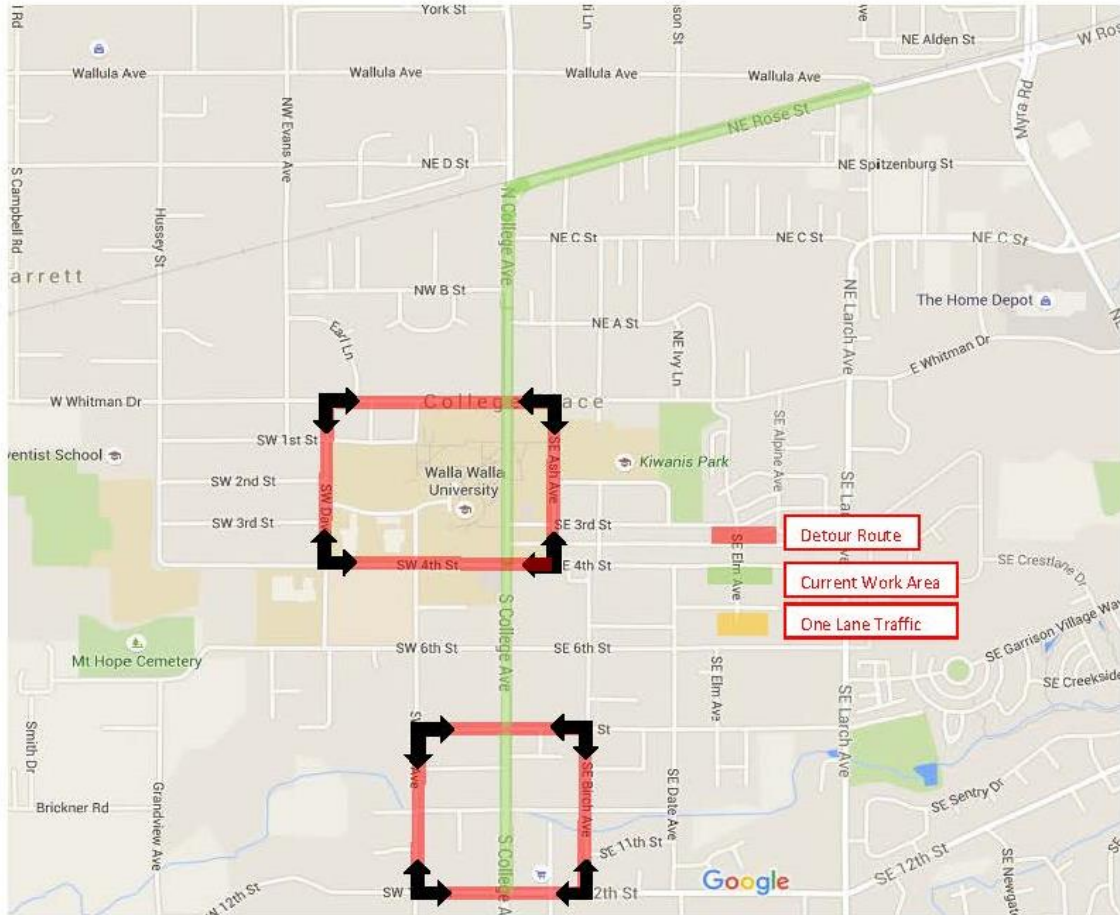 York St
NE Alden St
Wallula Ave
Wallula Ave
Wallula Ave
Wallula Ave
NW Evans Ave
NE Rose St
Myra Rd
NE D St
NE Spitzenburg St
S Campbell Rd
Hussey St
N College Ave
NE C St
NE C St
NE C St
arrett
NW B St
NE Larch Ave
The Home Depot
NE A St
Earl Ln
NE Ivy Ln
E Whitman Dr
W Whitman Dr
College
SW 1st St
SE Ash Ave
SE Alpine Ave
ventist School
Walla Walla
University
Kiwanis Park
SW 2nd St
SW 3rd St
SE 3rd St
Detour Route
SW 4th St
E 4th St
SE Elm Ave
SE Crestlane Dr
Current Work Area
S College Ave
One Lane Traffic
SW 6th St
SE 6th St
SE Garrison Village Way
Mt Hope Cemetery
SE Elm Ave
SE Creekside
SE Larch Ave
St
Smith Dr
Grandview Ave
Ave
SE Birch Ave
SE Date Ave
Brickner Rd
SE Sentry Dr
SE 11th St
S College A
Google
SE 12th St
W 12th St
2th St
SE Newgat